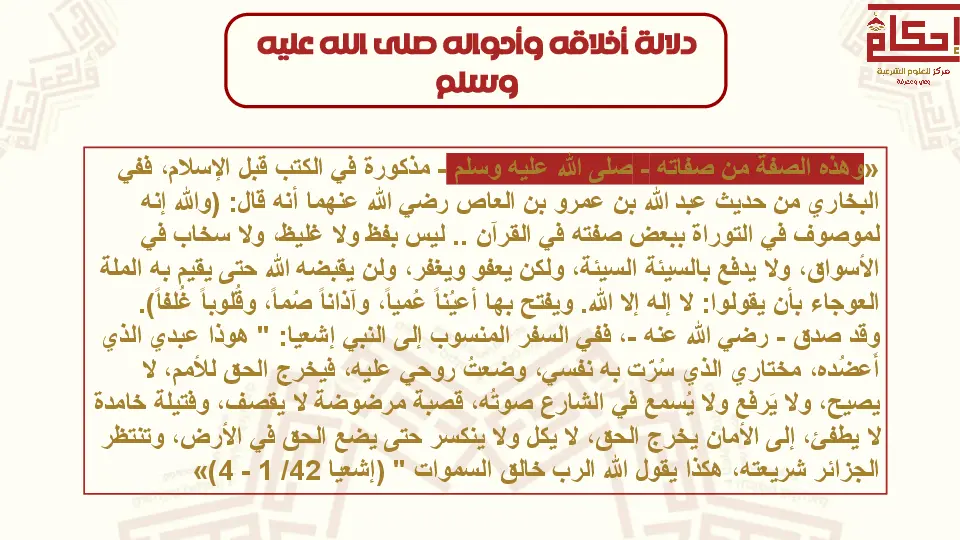 دلالة أخلاقه وأحواله صلى الله عليه
وسلم
إحكام
مركز للعلوم الشرعية
وعي ومعرفة
«وهذه الصفة من صفاته - صلى الله عليه وسلم - مذكورة في الكتب قبل الإسلام، ففي
البخاري من حديث عبد الله بن عمرو بن العاص رضي الله عنهما أنه قال: (والله إنه
لموصوف في التوراة ببعض صفته في القرآن .. ليس بفظ ولا غليظ، ولا سخاب في
الأسواق، ولا يدفع بالسيئة السيئة، ولكن يعفو ويغفر، ولن يقبضه الله حتى يقيم به الملة
العوجاء بأن يقولوا: لا إله إلا الله. ويفتح بها أعيُناً عُمياً، وآذاناً صُماً، وقُلوباً غُلفاً).
وقد صدق - رضي الله عنه -، ففي السفر المنسوب إلى النبي إشعيا: " هوذا عبدي الذي
أعضُده، مختاري الذي سُرّت به نفسي، وضعتُ روحي عليه، فيخرج الحق للأمم، لا
يصيح، ولا يَرفع ولا يُسمع في الشارع صوتُه، قصبة مرضوضة لا يقصف، وفتيلة خامدة
لا يطفئ، إلى الأمان يخرج الحق، لا يكل ولا ينكسر حتى يضع الحق في الأرض، وتنتظر
الجزائر شريعته، هكذا يقول الله الرب خالق السموات " (إشعيا 42/ 1 - 4)»